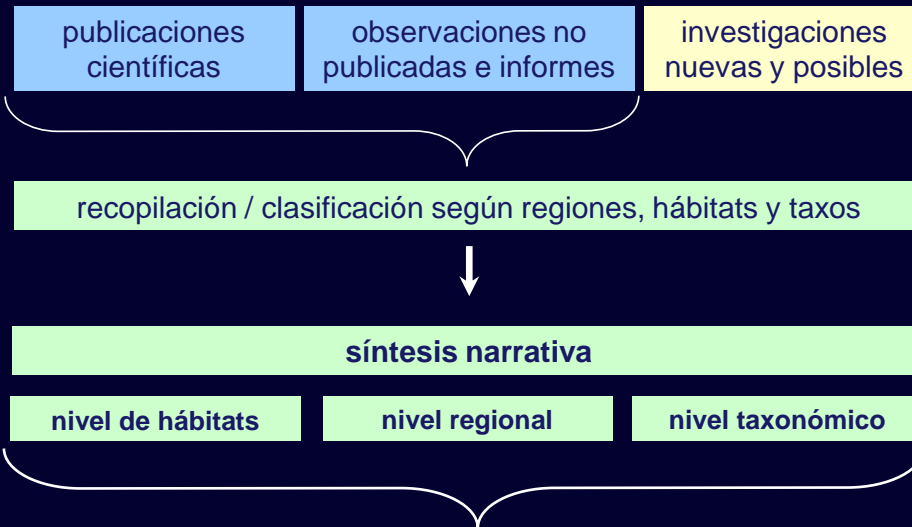 publicaciones
científicas
observaciones no
publicadas e informes
investigaciones
nuevas y posibles
recopilación / clasificación según regiones, hábitats y taxos
síntesis narrativa
nivel de hábitats
nivel regional
nivel taxonómico